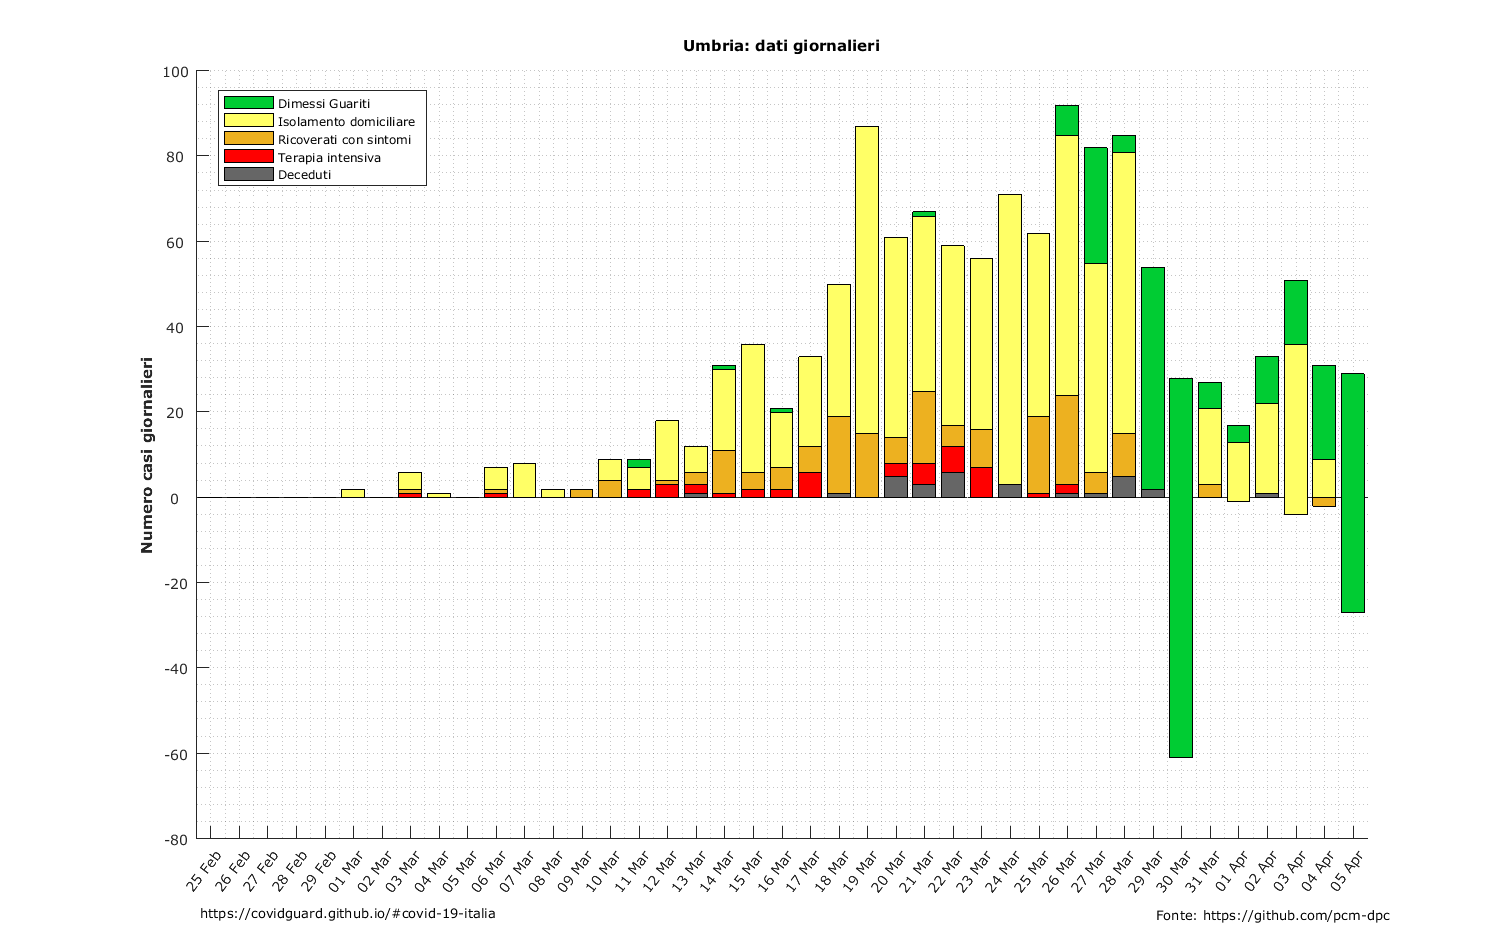 Umbria: dati giornalieri
Numero casi giornalieri
100
80
60
40
20
0
-20
-40
-60
-80
Dimessi Guariti
Isolamento domiciliare
Ricoverati con sintomi
Terapia intensiva
Deceduti
25 Feb
26 Feb
27 Feb
28 Feb
29 Feb
01 Mar
02 Mar
03 Mar
04 Mar
05 Mar
06 Mar
07 Mar
08 Mar
09 Mar
10 Mar
11 Mar
12 Mar
13 Mar
14 Mar
15 Mar
16 Mar
17 Mar
18 Mar
19 Mar
20 Mar
21 Mar
22 Mar
23 Mar
24 Mar
25 Mar
26 Mar
27 Mar
28 Mar
29 Mar
30 Mar
31 Mar
01 Apr
02 Apr
03 Apr
04 Apr
05 Apr
https://covidguard.github.io/#covid-19-italia
Fonte: https://github.com/pcm-dpc